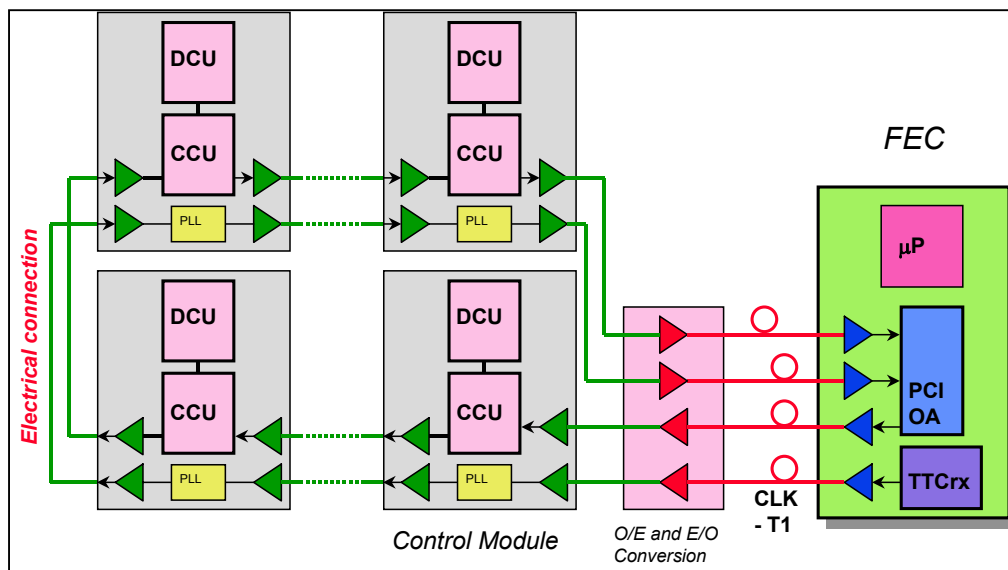 DCU
DCU
CCU
CCU
FEC
PLL
PLL
µP
Electrical connection
DCU
DCU
CCU
CCU
PCI
OA
PLL
PLL
TTCrx
CLK
- T1
Control Module
O/E and E/O
Conversion